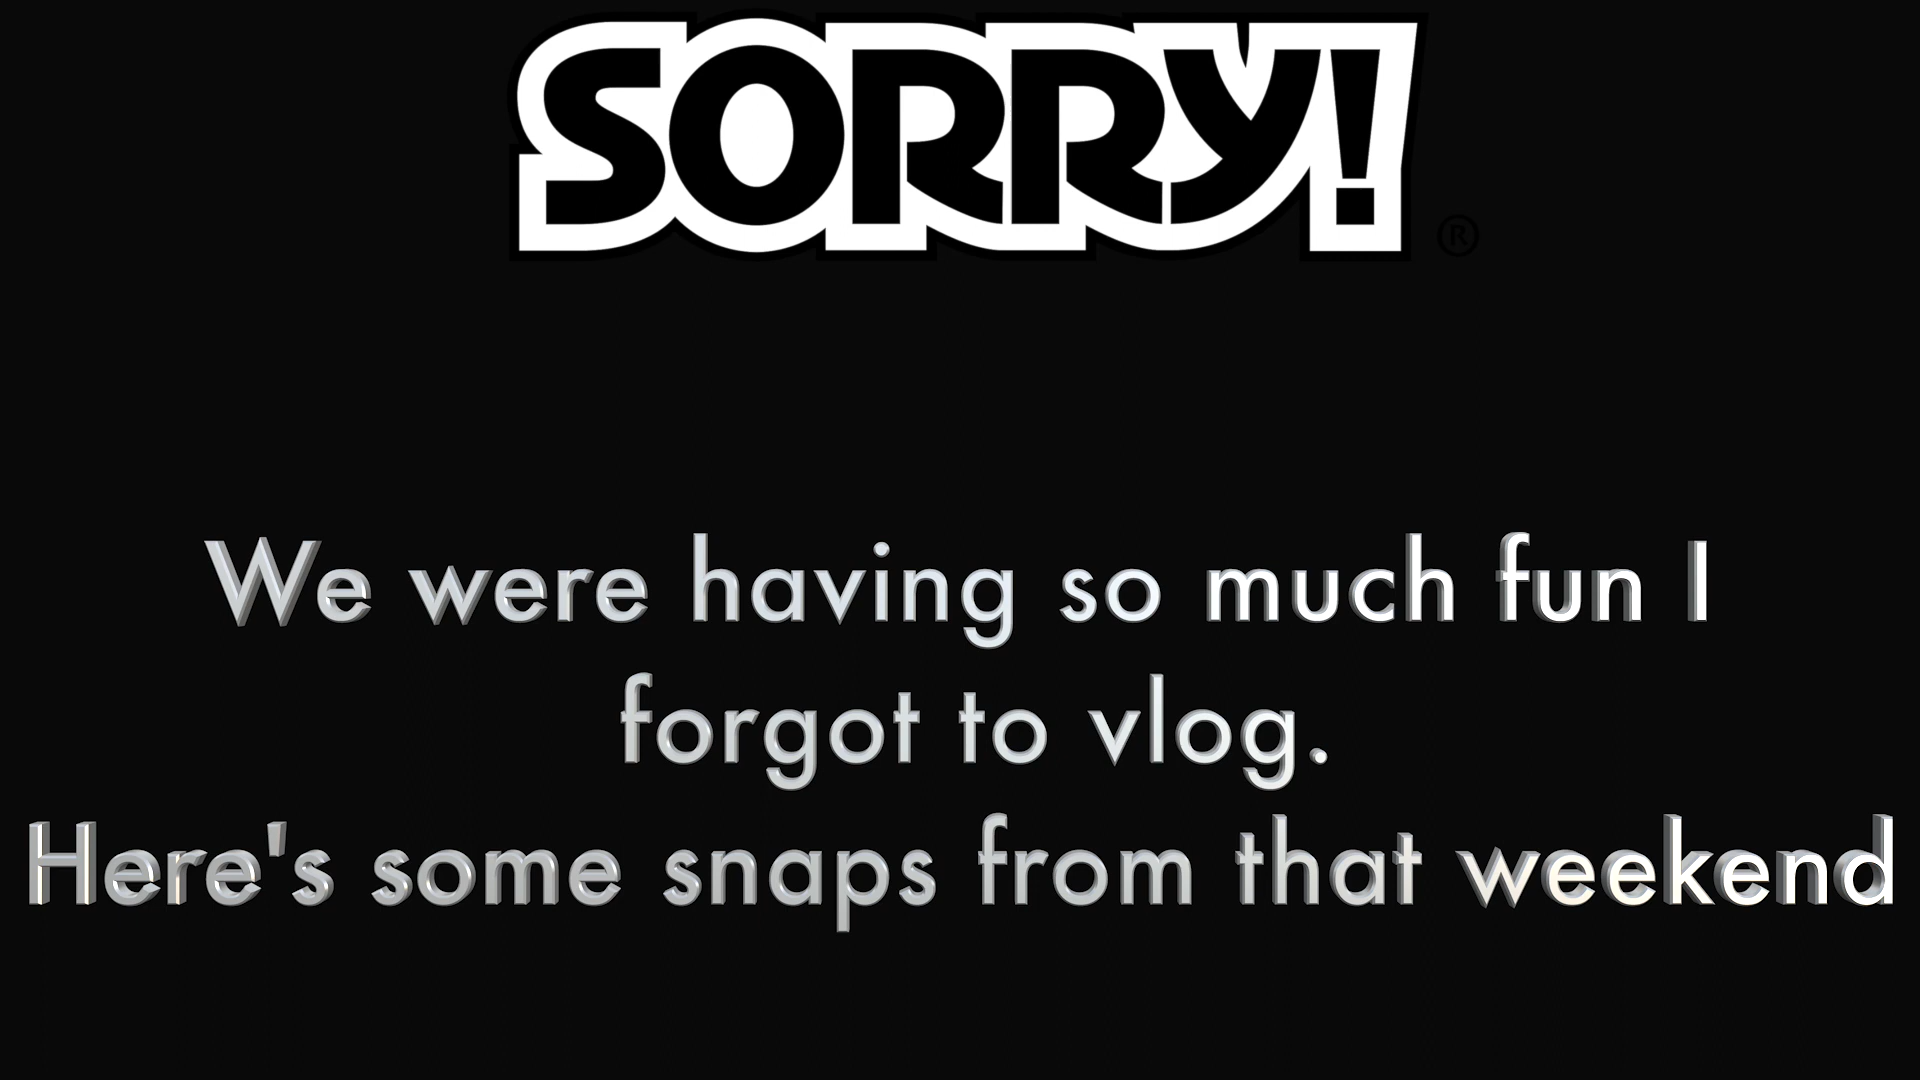 SORRY!
®
We were having so much fun I
forgot to vlog.
Here's some snaps from that weekend